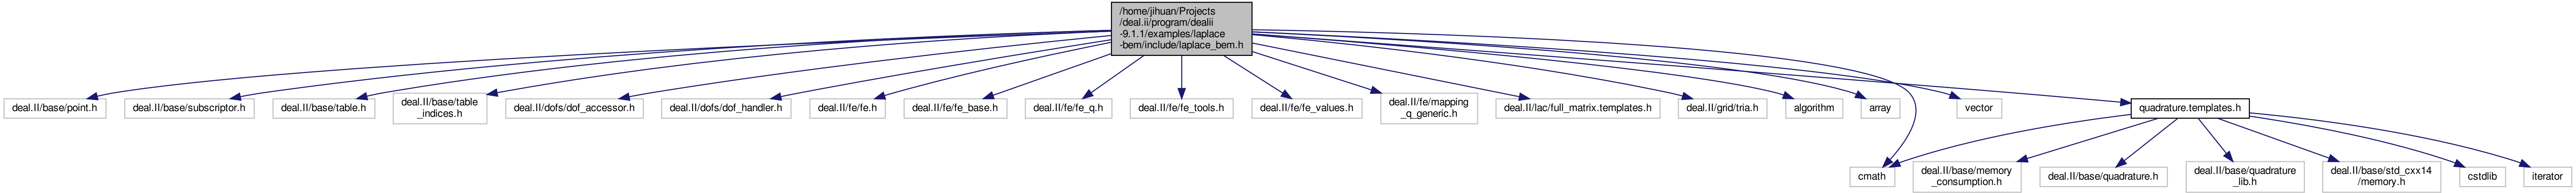 /home/jihuan/Projects
/deal.ii/program/dealii
-9.1.1/examples/laplace
-bem/include/laplace_bem.h
deal.II/base/point.h
deal.II/base/subscriptor.h
deal.II/base/table.h
deal.II/base/table
_indices.h
deal.II/dofs/dof_accessor.h
deal.II/dofs/dof_handler.h
deal.II/fe/fe.h
deal.II/fe/fe_base.h
deal.II/fe/fe_q.h
deal.II/fe/fe_tools.h
deal.II/fe/fe_values.h
deal.II/fe/mapping
_q_generic.h
deal.II/lac/full_matrix.templates.h
deal.II/grid/tria.h
algorithm
array
vector
quadrature.templates.h
cmath
deal.II/base/memory
_consumption.h
deal.II/base/quadrature.h
deal.II/base/quadrature
_lib.h
deal.II/base/std_cxx14
/memory.h
cstdlib
iterator